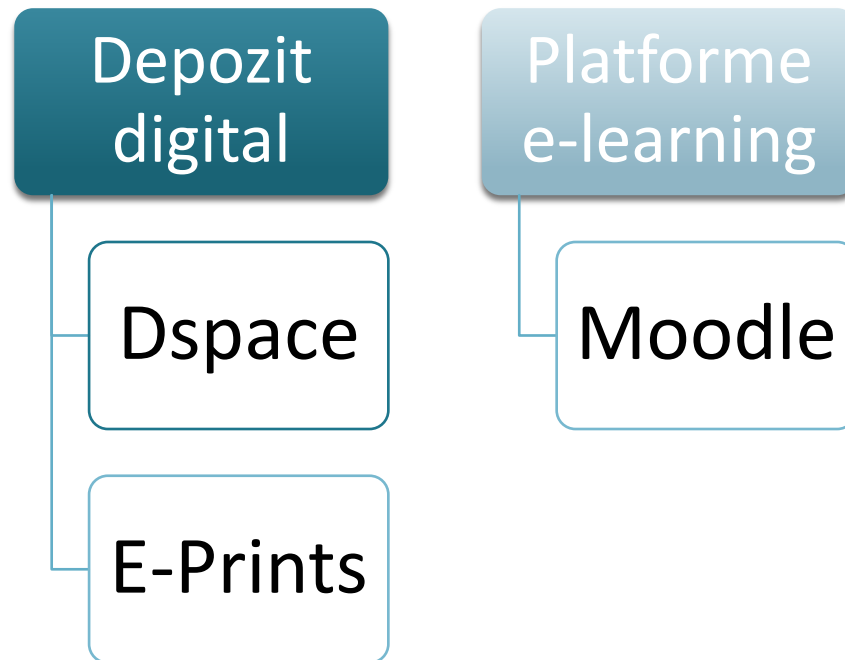 Depozit
digital
Dspace
E-Prints
Platforme
e-learning
Moodle